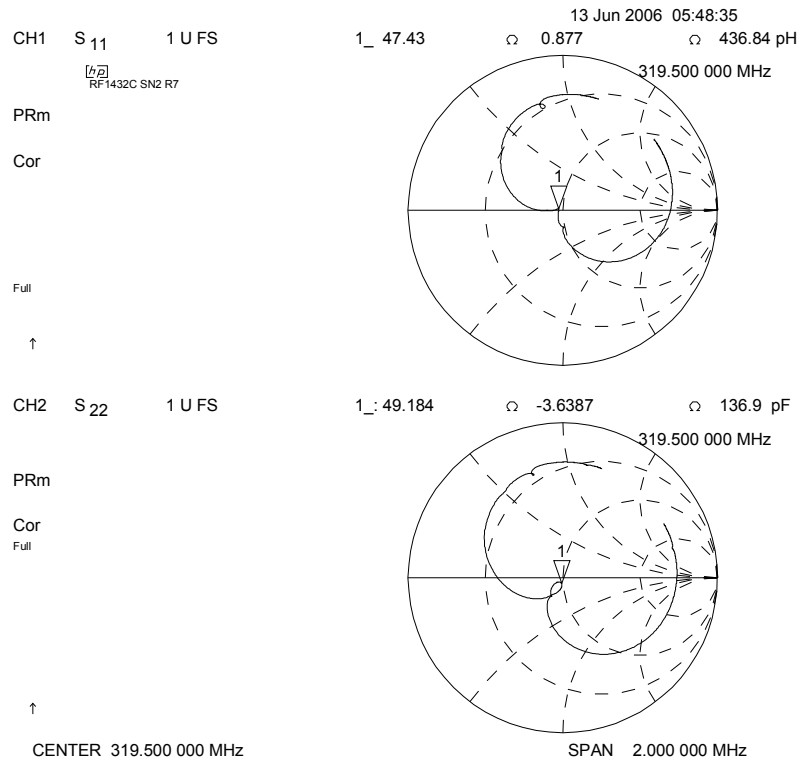 13 Jun 2006 05:48:35
CH1 S 11 1 U FS 1_ 47.43 Ω 0.877 Ω 436.84 pH
hp
RF1432C SN2 R7
319.500 000 MHz
PRm
Cor
1
Full
↑
CH2 S 22 1 U FS 1_: 49.184 Ω -3.6387 Ω 136.9 pF
319.500 000 MHz
PRm
Cor
Full
1
↑
CENTER 319.500 000 MHz SPAN 2.000 000 MHz